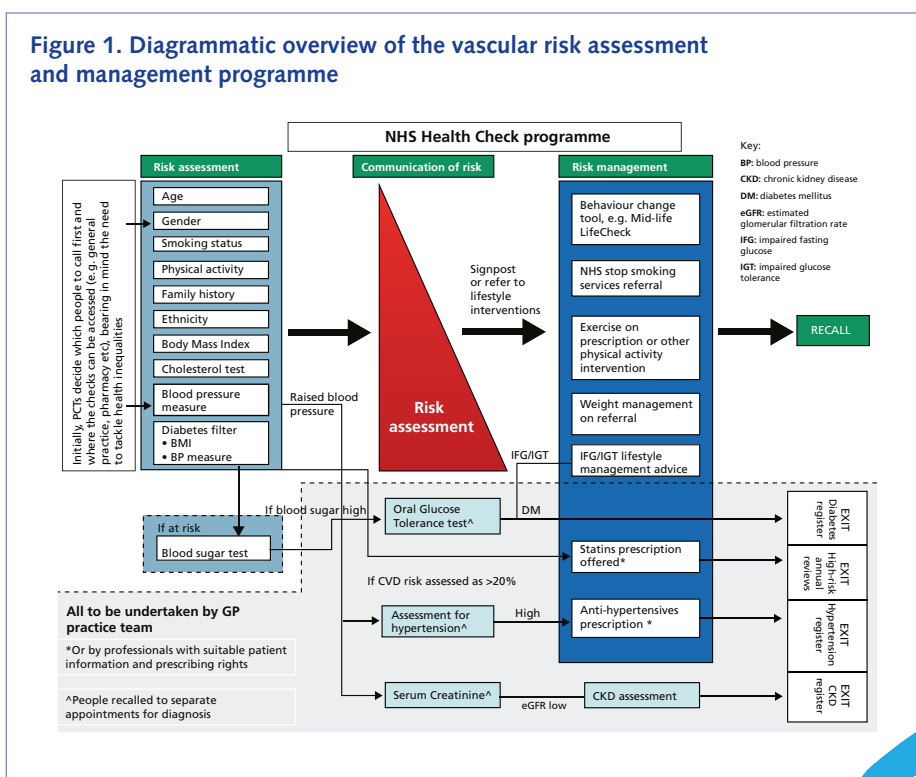 Figure 1. Diagrammatic overview of the vascular risk assessment
and management programme
NHS Health Check programme
Key:
BP: blood pressure
CKD: chronic kidney disease
DM: diabetes mellitus
eGFR: estimated
glomerular filtration rate
IFG: impaired fasting
glucose
IGT: impaired glucose
tolerance
Initially, PCTs decide which people to call first and
where the checks can be accessed (e.g. general
practice, pharmacy etc), bearing in mind the need
to tackle health inequalities
Risk assessment
Age
Gender
Smoking status
Physical activity
Family history
Ethnicity
Body Mass Index
Cholesterol test
Blood pressure
measure
Diabetes filter
• BMI
• BP measure
Raised blood
pressure
Communication of risk
Risk
assessment
Signpost
or refer to
lifestyle
interventions
Risk management
Behaviour change
tool, e.g. Mid-life
LifeCheck
NHS stop smoking
services referral
Exercise on
prescription or other
physical activity
intervention
Weight management
on referral
IFG/IGT
IFG/IGT lifestyle
management advice
RECALL
If at risk
Blood sugar test
If blood sugar high
Oral Glucose
Tolerance test^
DM
EXIT
Diabetes
register
Statins prescription
offered*
EXIT
High-risk
annual
reviews
If CVD risk assessed as >20%
Assessment for
hypertension^
High
Anti-hypertensives
prescription *
EXIT
Hypertension
register
Serum Creatinine^
eGFR low
CKD assessment
EXIT
CKD
register
All to be undertaken by GP
practice team
*Or by professionals with suitable patient
information and prescribing rights
^People recalled to separate
appointments for diagnosis